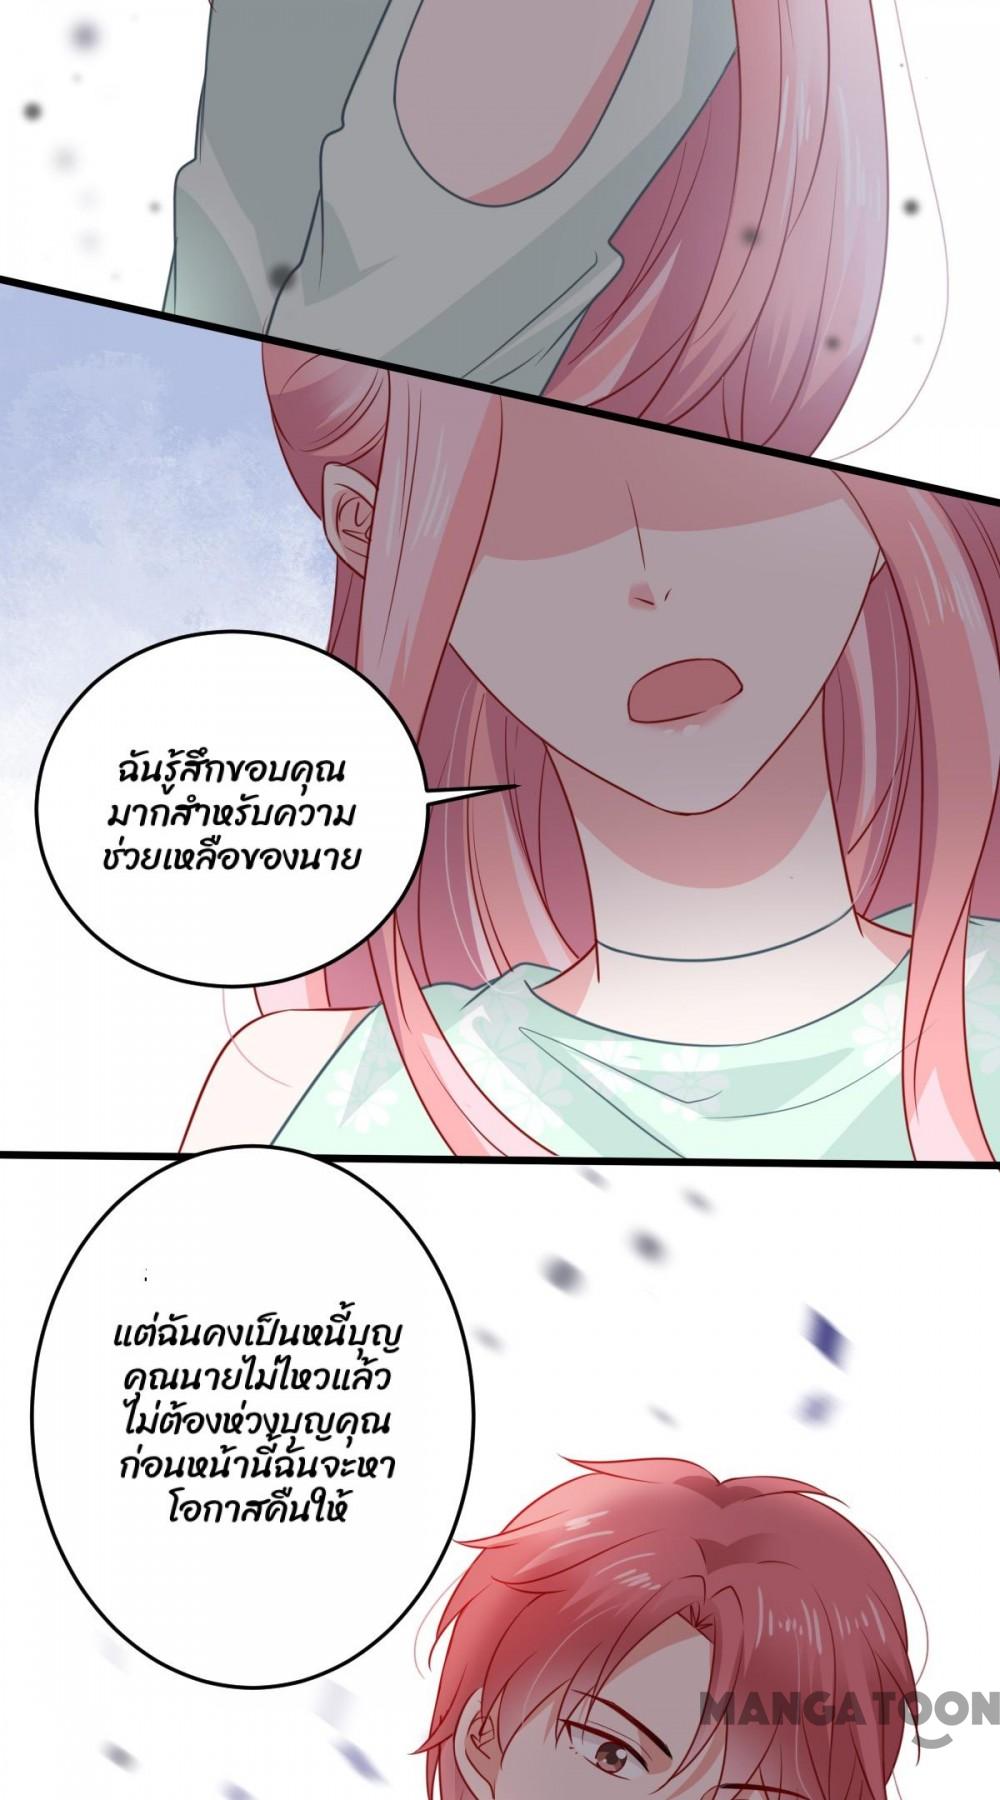 ฉันรู้สึกขอบคุณ
มากสำหรับความ
ช่วยเหลือของนาย
แต่ฉันคงเป็นหนี้บุญ
คุณนายไม่ไหวแล้ว
ไม่ต้องห่วงบุญคุณ
ก่อนหน้านี้ฉันจะหา
โอกาสคืนให้
MANGATOON